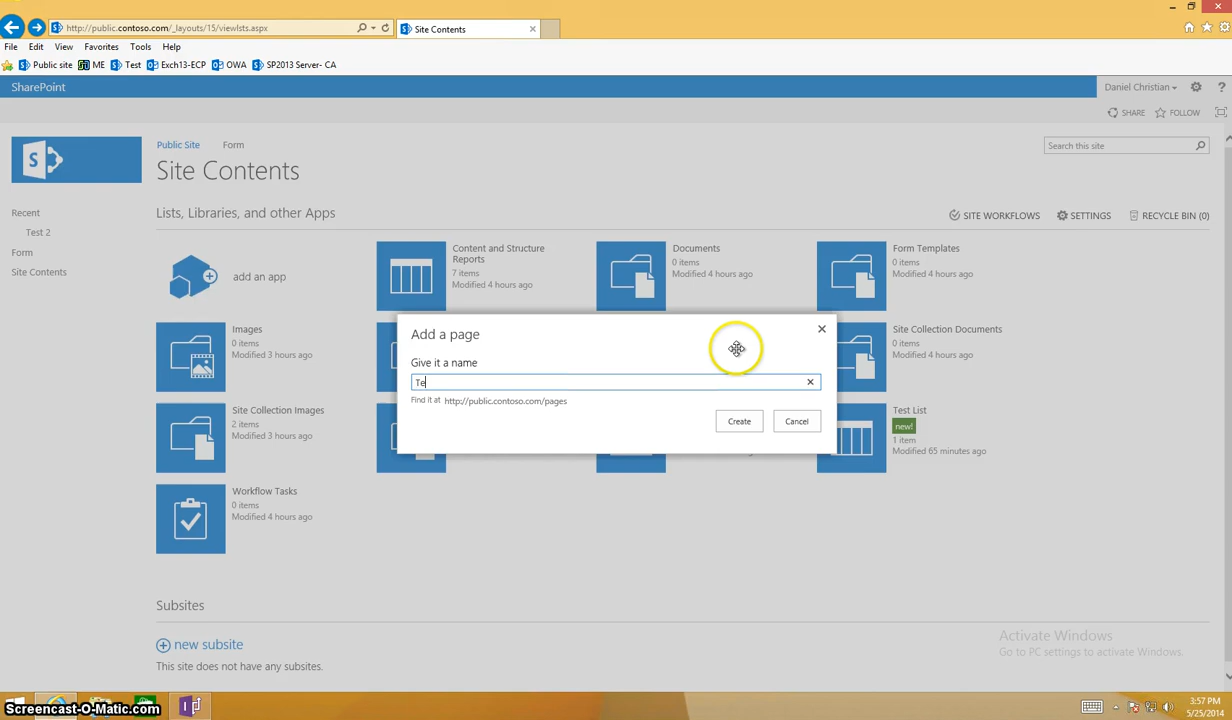 http://public.contoso.com/_layouts/15/viewlsts.aspx
Site Contents
File Edit View Favorites Tools Help
Public site ME Test Exch13-ECP OWA SP2013 Server- CA
SharePoint
Daniel Christian
SHARE FOLLOW
Public Site Form
Search this site
Site Contents
Recent
Test 2
Form
Site Contents
Lists, Libraries, and other Apps
SITE WORKFLOWS SETTINGS RECYCLE BIN (0)
add an app
Content and Structure
Reports
7 items
Modified 4 hours ago
Documents
0 items
Modified 4 hours ago
Form Templates
0 items
Modified 4 hours ago
Images
0 items
Modified 3 hours ago
Site Collection Documents
0 items
Modified 4 hours ago
Add a page
Give it a name
Te
Find it at http://public.contoso.com/pages
Create
Cancel
Site Collection Images
2 items
Modified 3 hours ago
Test List
new!
1 item
Modified 65 minutes ago
Workflow Tasks
0 items
Modified 4 hours ago
Subsites
new subsite
This site does not have any subsites.
Activate Windows
Go to PC settings to activate Windows.
Screencast-O-Matic.com
3:57 PM
5/25/2014